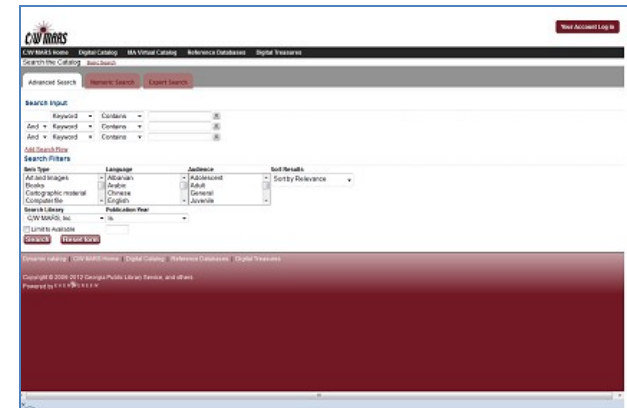 C/W MARS
Your Account Log in
C/W MARS Home Digital Catalog MA Virtual Catalog Reference Databases Digital Treasures
Search the Catalog Basic Search
Advanced Search Numeric Search Expert Search
Search Input
Keyword Contains
And Keyword Contains
And Keyword Contains
Add Search Row
Search Filters
Item Type Language Audience Sort Results
Art and Images Albanian Adolescent Sort by Relevance
Books Arabic Adult
Cartographic material Chinese General
Computer file English Juvenile
Search Library Publication Year
C/W MARS, Inc Is
Limit to Available
Search Reset form
Dynamic catalog | C/W MARS Home | Digital Catalog | Reference Databases | Digital Treasures
Copyright © 2006-2012 Georgia Public Library Service, and others
Powered by EVERGREEN